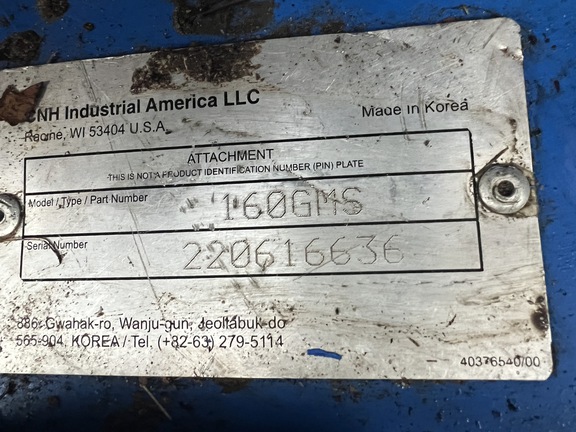 CNH Industrial America LLC
Made in Korea
Racine, WI 53404 U.S.A.
ATTACHMENT
THIS IS NOT A PRODUCT IDENTIFICATION NUMBER (PIN) PLATE
Model / Type / Part Number 160GMS
Serial Number 220616636
886, Gwahak-ro, Wanju-gun, Jeollabuk-do
565-904, KOREA / Tel. (+82-63) 279-5114
40376540/00